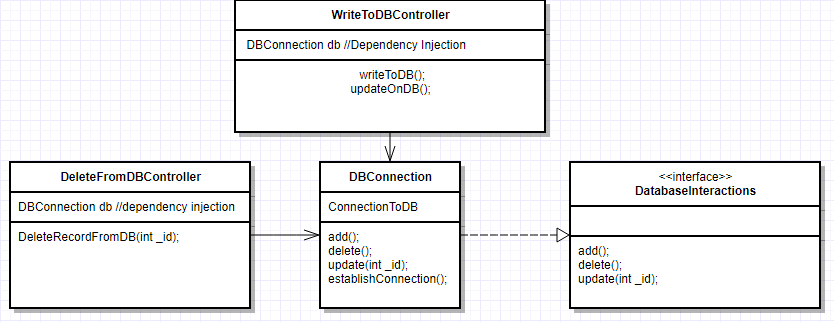 WriteToDBController
DBConnection db //Dependency Injection
writeToDB();
updateOnDB();
DeleteFromDBController
DBConnection db //dependency injection
DeleteRecordFromDB(int _id);
DBConnection
ConnectionToDB
add();
delete();
update(int _id);
establishConnection();
<<interface>>
DatabaseInteractions
add();
delete();
update(int _id);